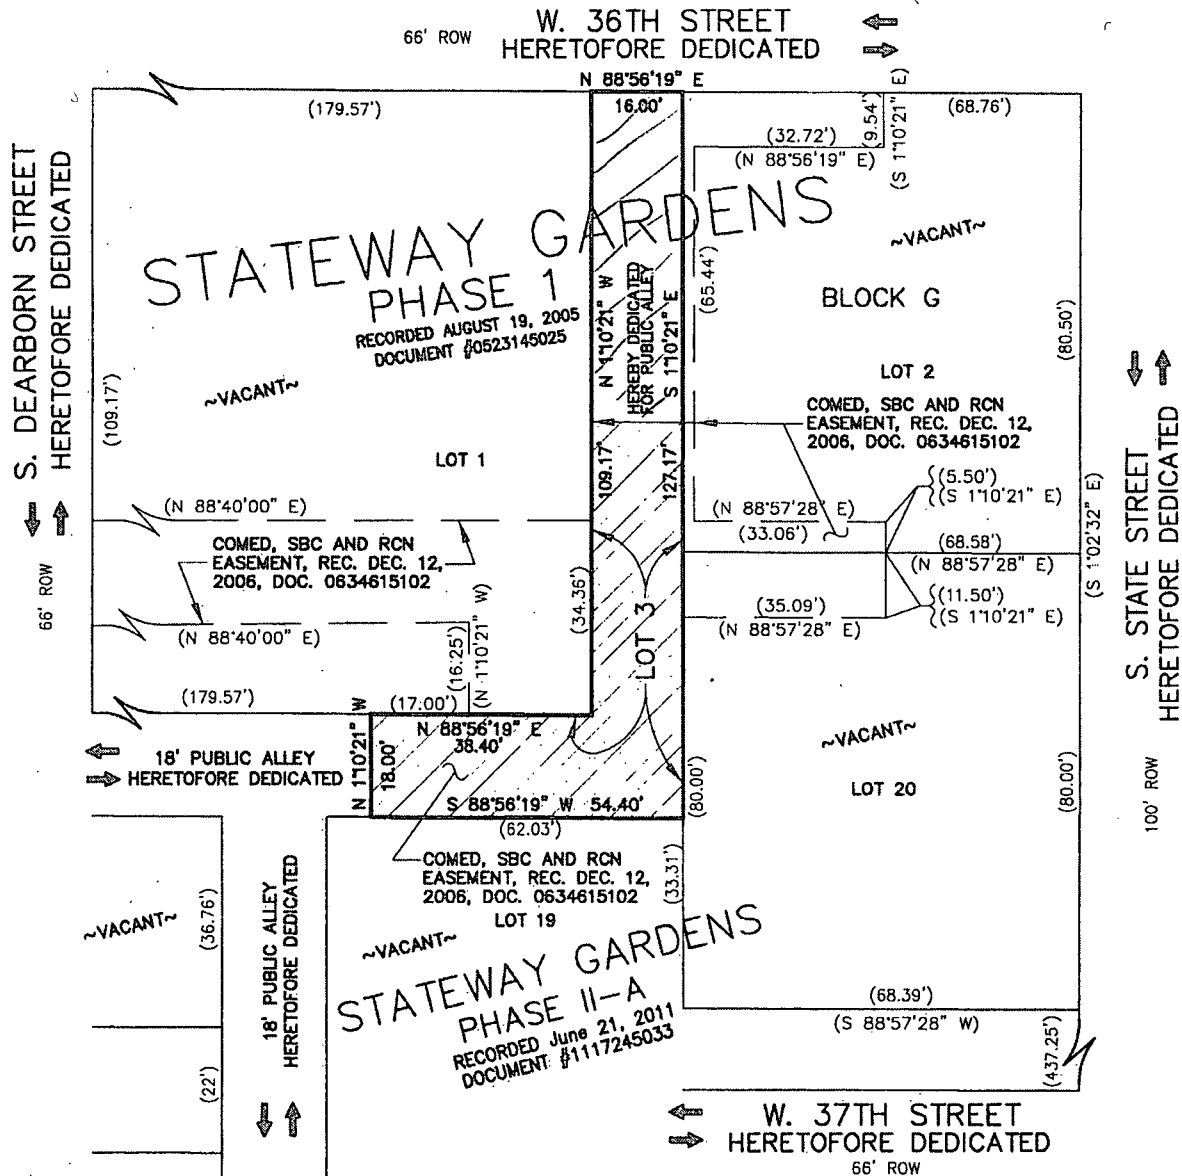 W. 36TH STREET
66' ROW
HERETOFORE DEDICATED
N 88°56'19" E
(179.57')
16.00'
(32.72')
(9.54')
(S 1°10'21" E)
(68.76')
(N 88°56'19" E)
S. DEARBORN STREET
HERETOFORE DEDICATED
66' ROW
STATEWAY GARDENS
PHASE 1
RECORDED AUGUST 19, 2005
DOCUMENT #0523145025
~VACANT~
(109.17')
LOT 1
N 1°10'21" W
109.17'
HEREBY DEDICATED
FOR PUBLIC ALLEY
S 1°10'21" E
127.17'
(65.44')
~VACANT~
BLOCK G
(80.50')
LOT 2
COMED, SBC AND RCN
EASEMENT, REC. DEC. 12,
2006, DOC. 0634615102
(N 88°40'00" E)
COMED, SBC AND RCN
EASEMENT, REC. DEC. 12,
2006, DOC. 0634615102
(N 88°40'00" E)
(34.36')
(16.25')
(N 1°10'21" W)
(179.57')
(17.00')
LOT 3
(N 88°57'28" E)
(33.06')
(5.50')
(S 1°10'21" E)
(68.58')
(N 88°57'28" E)
(11.50')
(S 1°10'21" E)
(35.09')
(N 88°57'28" E)
(S 1°02'32" E)
S. STATE STREET
HERETOFORE DEDICATED
100' ROW
18' PUBLIC ALLEY
HERETOFORE DEDICATED
N 1°10'21" W
18.00'
N 88°56'19" E
38.40'
S 88°56'19" W 54.40'
(62.03')
(80.00')
~VACANT~
LOT 20
(80.00')
COMED, SBC AND RCN
EASEMENT, REC. DEC. 12,
2006, DOC. 0634615102
(33.31')
LOT 19
~VACANT~
(36.76')
18' PUBLIC ALLEY
HERETOFORE DEDICATED
~VACANT~
STATEWAY GARDENS
PHASE II-A
RECORDED June 21, 2011
DOCUMENT #1117245033
(22')
(68.39')
(S 88°57'28" W)
(437.25')
W. 37TH STREET
HERETOFORE DEDICATED
66' ROW